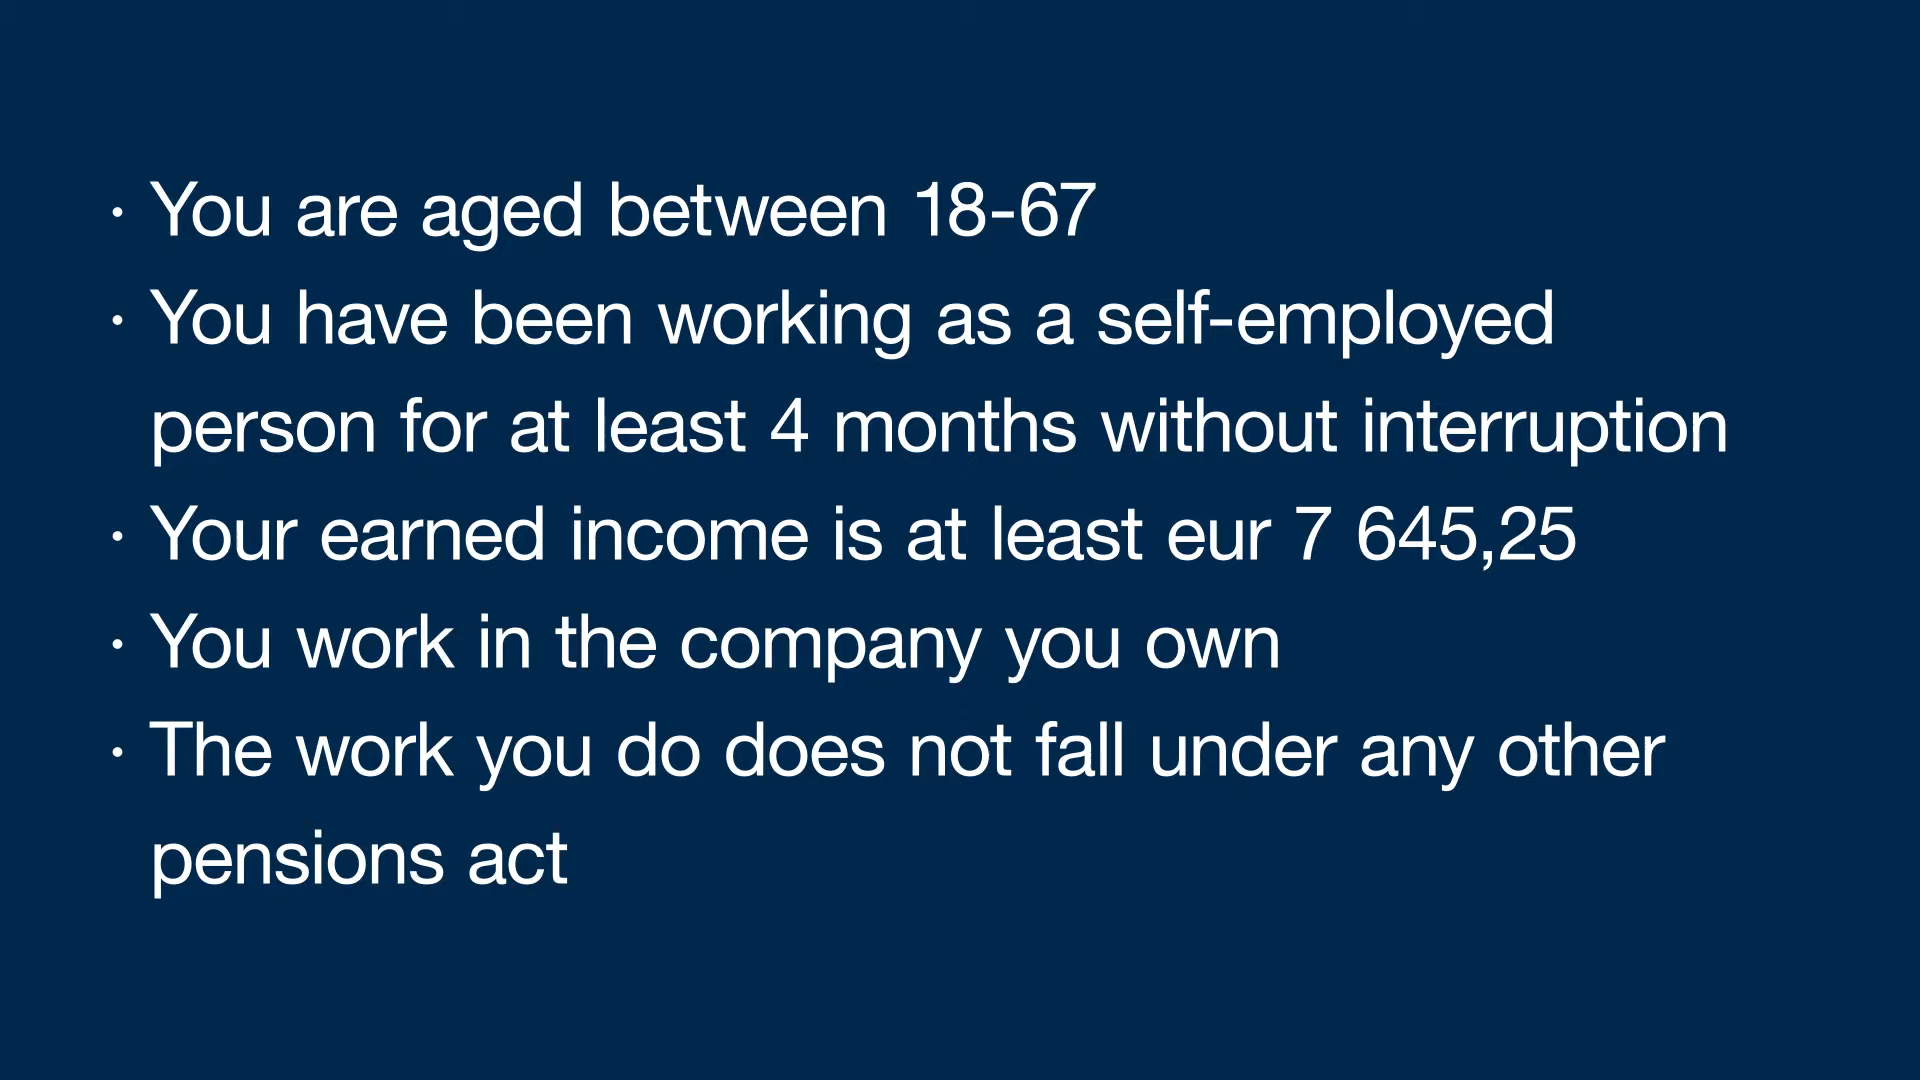 · You are aged between 18-67
· You have been working as a self-employed
person for at least 4 months without interruption
· Your earned income is at least eur 7 645,25
· You work in the company you own
· The work you do does not fall under any other
pensions act